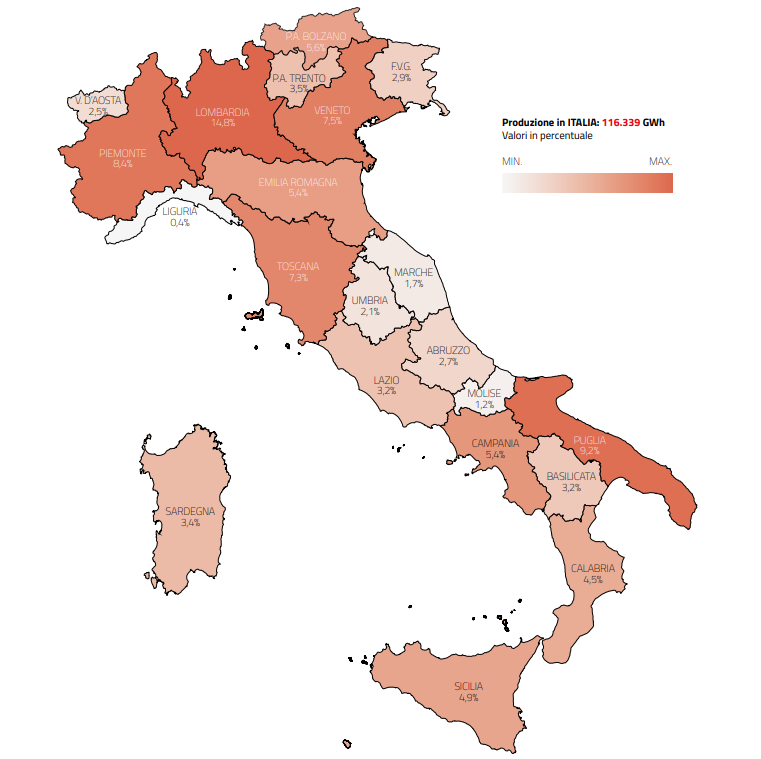 P.A. BOLZANO
5,6%
F.V.G.
2,9%
P.A. TRENTO
3,5%
V. D'AOSTA
2,5%
LOMBARDIA
14,8%
VENETO
7,5%
Produzione in ITALIA: 116.339 GWh
Valori in percentuale
MIN.
MAX.
PIEMONTE
8,4%
EMILIA ROMAGNA
5,4%
LIGURIA
0,4%
TOSCANA
7,3%
MARCHE
1,7%
UMBRIA
2,1%
ABRUZZO
2,7%
LAZIO
3,2%
MOLISE
1,2%
CAMPANIA
5,4%
PUGLIA
9,2%
BASILICATA
3,2%
SARDEGNA
3,4%
CALABRIA
4,5%
SICILIA
4,9%